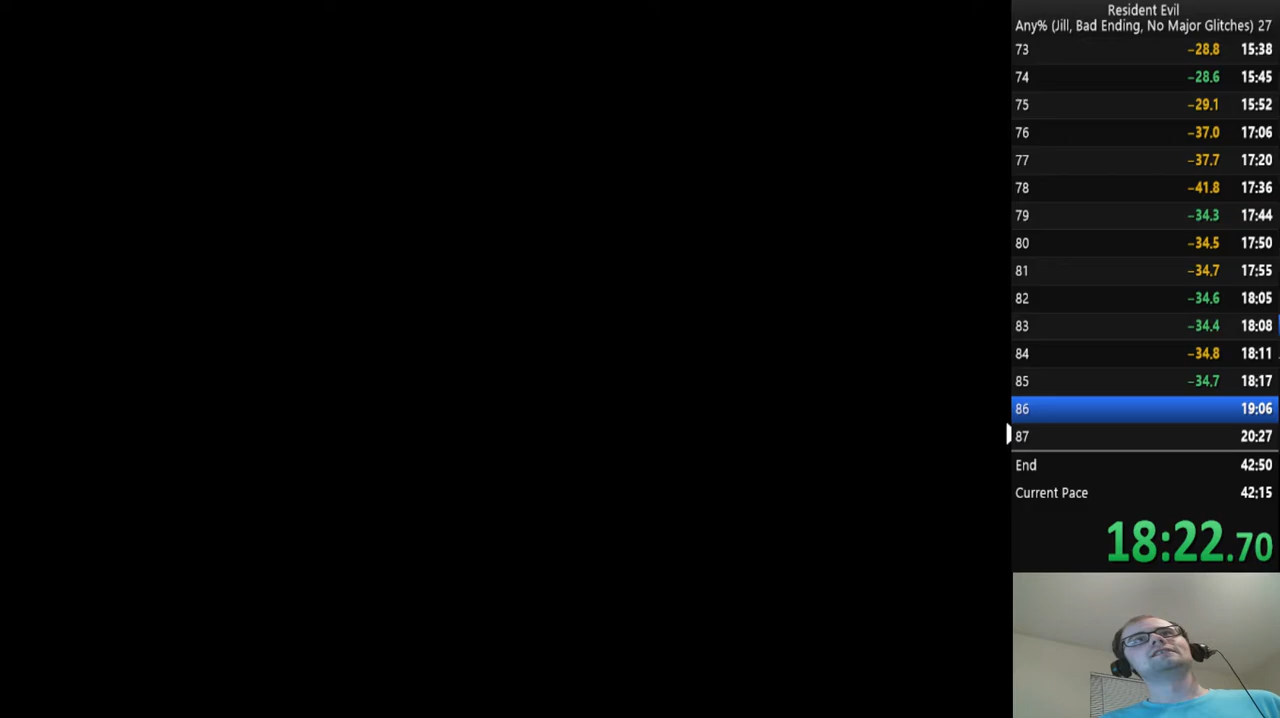 Resident Evil
Any% (Jill, Bad Ending, No Major Glitches) 27
73 -28.8 15:38
74 -28.6 15:45
75 -29.1 15:52
76 -37.0 17:06
77 -37.7 17:20
78 -41.8 17:36
79 -34.3 17:44
80 -34.5 17:50
81 -34.7 17:55
82 -34.6 18:05
83 -34.4 18:08
84 -34.8 18:11
85 -34.7 18:17
86 19:06
87 20:27
End 42:50
Current Pace 42:15
18:22.70